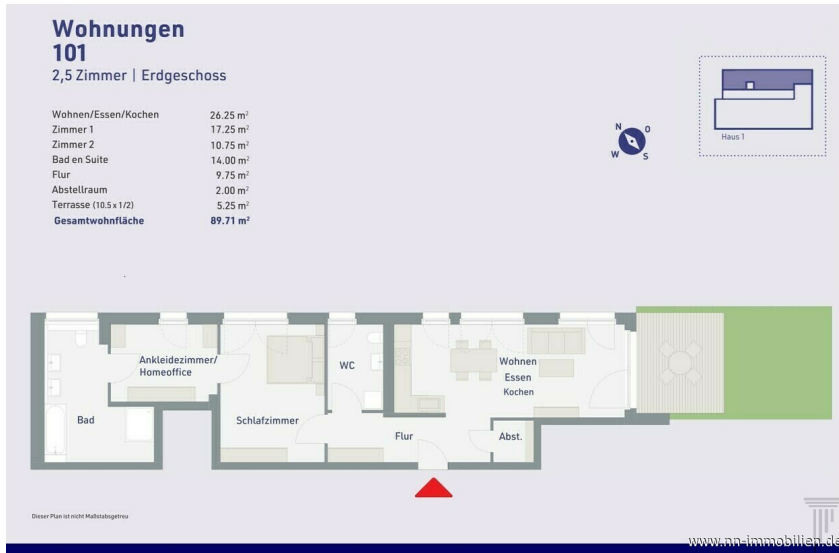 Wohnungen
101
2,5 Zimmer | Erdgeschoss
Wohnen/Essen/Kochen 26.25 m²
Zimmer 1 17.25 m²
Zimmer 2 10.75 m²
Bad en Suite 14.00 m²
Flur 9.75 m²
Abstellraum 2.00 m²
Terrasse (10.5 x 1/2) 5.25 m²
Gesamtwohnfläche 89.71 m²
N O
W S
Haus 1
Ankleidezimmer/
Homeoffice
WC
Wohnen
Essen
Kochen
Bad
Schlafzimmer
Flur
Abst.
Dieser Plan ist nicht Maßstabsgetreu
www.nn-immobilien.de